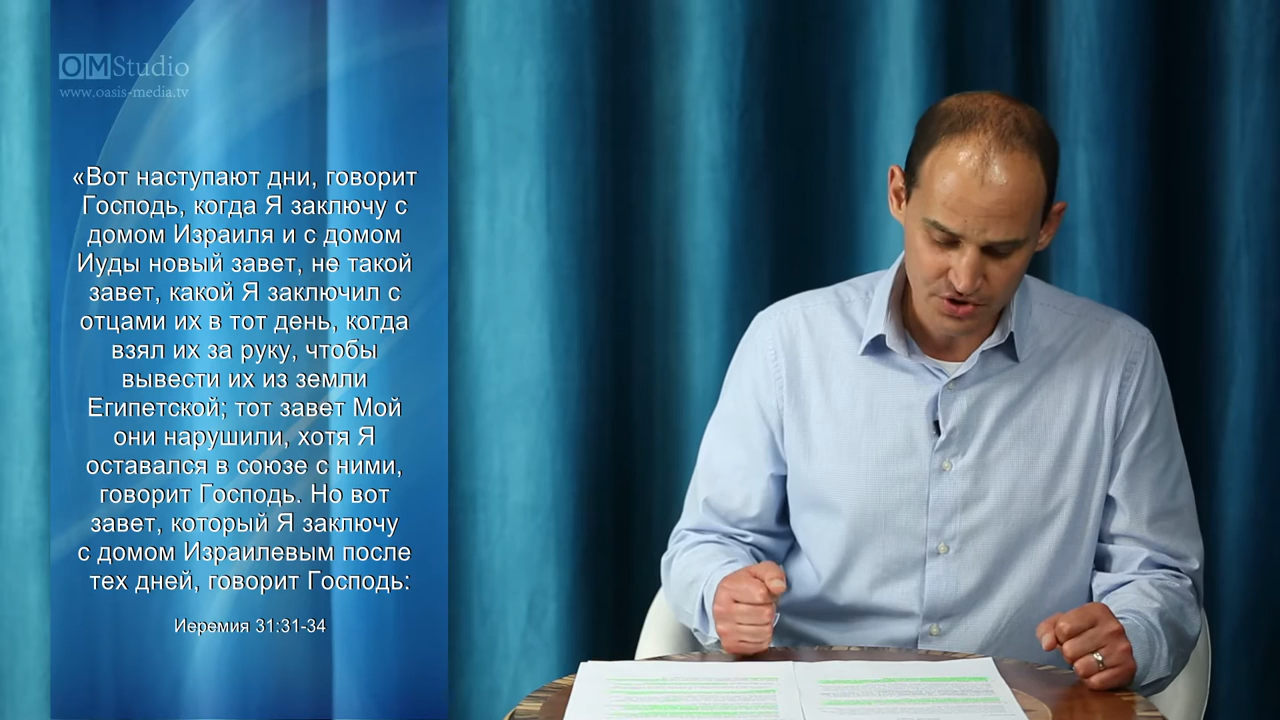 OMStudio
www.oasis-media.tv
«Вот наступают дни, говорит
Господь, когда Я заключу с
домом Израиля и с домом
Иуды новый завет, не такой
завет, какой Я заключил с
отцами их в тот день, когда
взял их за руку, чтобы
вывести их из земли
Египетской; тот завет Мой
они нарушили, хотя Я
оставался в союзе с ними,
говорит Господь. Но вот
завет, который Я заключу
с домом Израилевым после
тех дней, говорит Господь:
Иеремия 31:31-34